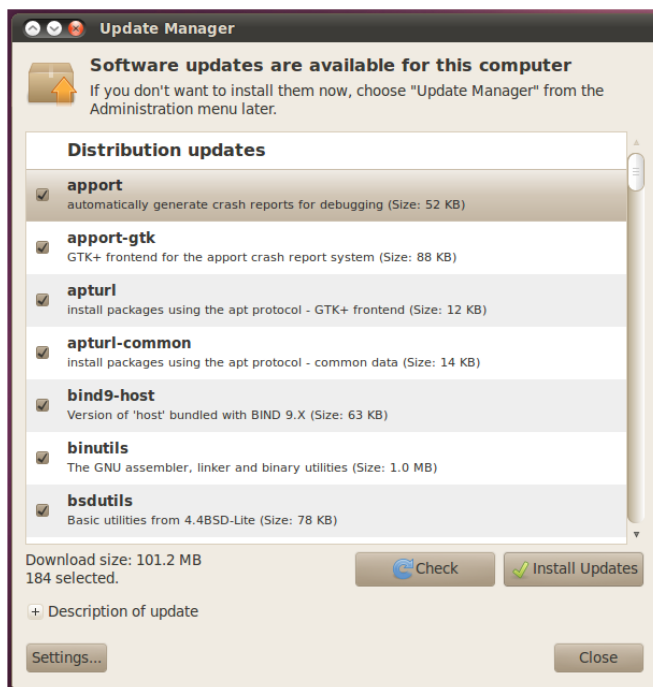 Update Manager
Software updates are available for this computer
If you don't want to install them now, choose "Update Manager" from the
Administration menu later.
Distribution updates
apport
automatically generate crash reports for debugging (Size: 52 KB)
apport-gtk
GTK+ frontend for the apport crash report system (Size: 88 KB)
apturl
install packages using the apt protocol - GTK+ frontend (Size: 12 KB)
apturl-common
install packages using the apt protocol - common data (Size: 14 KB)
bind9-host
Version of 'host' bundled with BIND 9.X (Size: 63 KB)
binutils
The GNU assembler, linker and binary utilities (Size: 1.0 MB)
bsdutils
Basic utilities from 4.4BSD-Lite (Size: 78 KB)
Download size: 101.2 MB
184 selected.
Check
Install Updates
Description of update
Settings...
Close